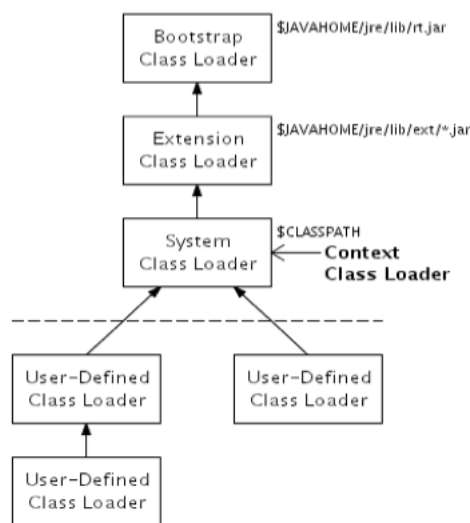 Bootstrap
Class Loader
$JAVAHOME/jre/lib/rt.jar
Extension
Class Loader
$JAVAHOME/jre/lib/ext/*.jar
System
Class Loader
$CLASSPATH
Context
Class Loader
User-Defined
Class Loader
User-Defined
Class Loader
User-Defined
Class Loader